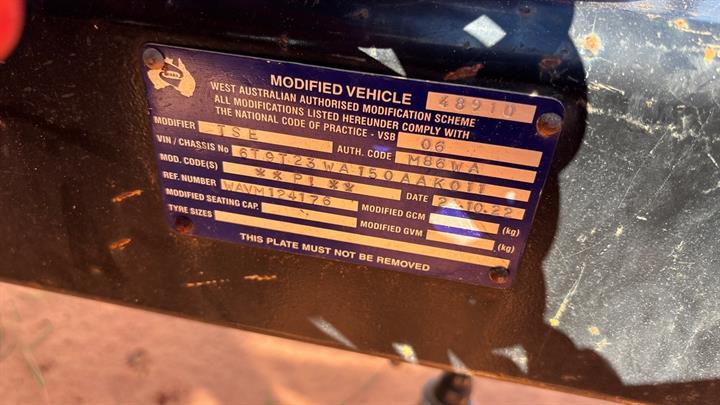 MODIFIED VEHICLE 48910
WEST AUSTRALIAN AUTHORISED MODIFICATION SCHEME
ALL MODIFICATIONS LISTED HEREUNDER COMPLY WITH
THE NATIONAL CODE OF PRACTICE - VSB 06
MODIFIER TSE AUTH. CODE M86WA
VIN / CHASSIS No 6T9T23WA150AAK011
MOD. CODE(S) **P1** DATE
REF. NUMBER WAVM124176 MODIFIED GCM (kg)
MODIFIED SEATING CAP. MODIFIED GVM (kg)
TYRE SIZES
THIS PLATE MUST NOT BE REMOVED